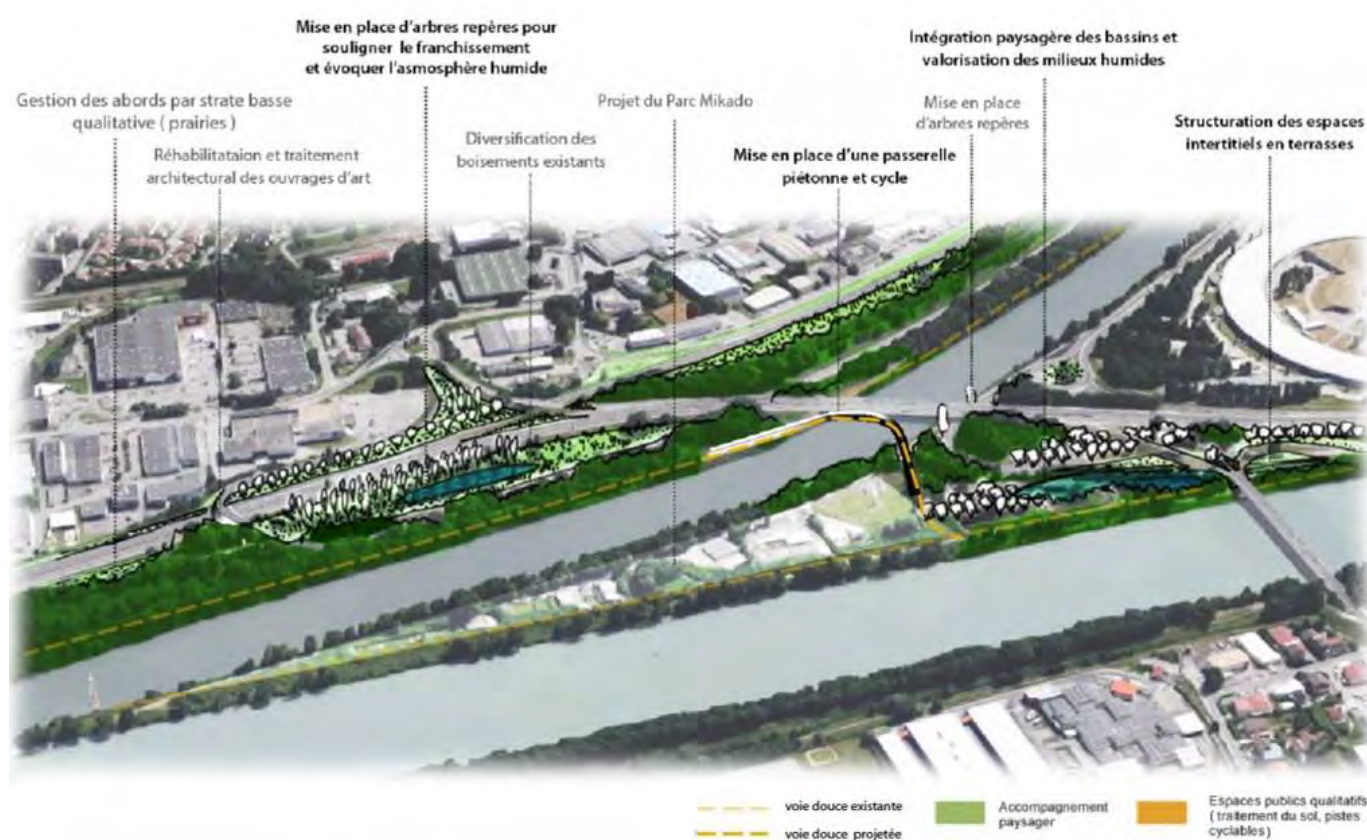 Mise en place d'arbres repères pour
souligner le franchissement
et évoquer l'asmosphère humide
Gestion des abords par strate basse
qualitative ( prairies )
Réhabilitataion et traitement
architectural des ouvrages d'art
Diversification des
boisements existants
Projet du Parc Mikado
Mise en place d'une passerelle
piétonne et cycle
Intégration paysagère des bassins et
valorisation des milieux humides
Mise en place
d'arbres repères
Structuration des espaces
intertitiels en terrasses
voie douce existante
voie douce projetée
Accompagnement
paysager
Espaces publics qualitatifs
( traitement du sol, pistes
cyclables )